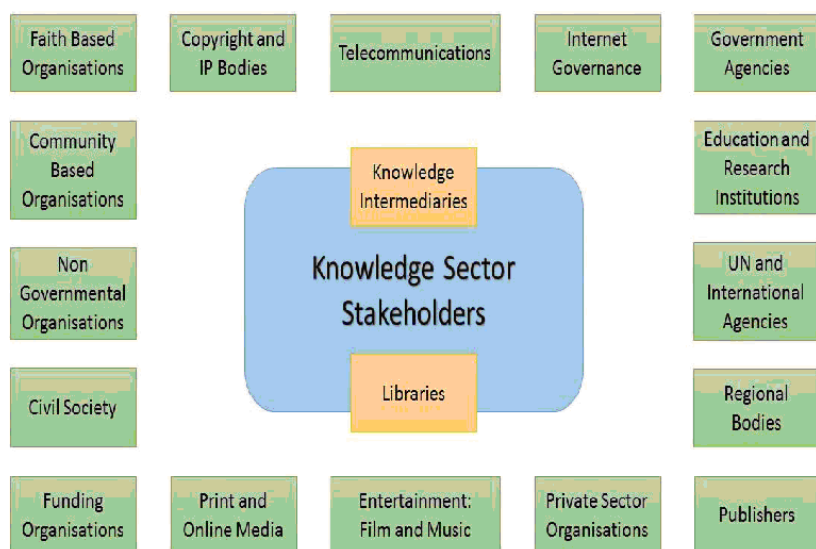 Faith Based
Organisations
Copyright and
IP Bodies
Telecommunications
Internet
Governance
Government
Agencies
Community
Based
Organisations
Knowledge
Intermediaries
Education and
Research
Institutions
Non
Governmental
Organisations
Knowledge Sector
Stakeholders
UN and
International
Agencies
Civil Society
Libraries
Regional
Bodies
Funding
Organisations
Print and
Online Media
Entertainment:
Film and Music
Private Sector
Organisations
Publishers